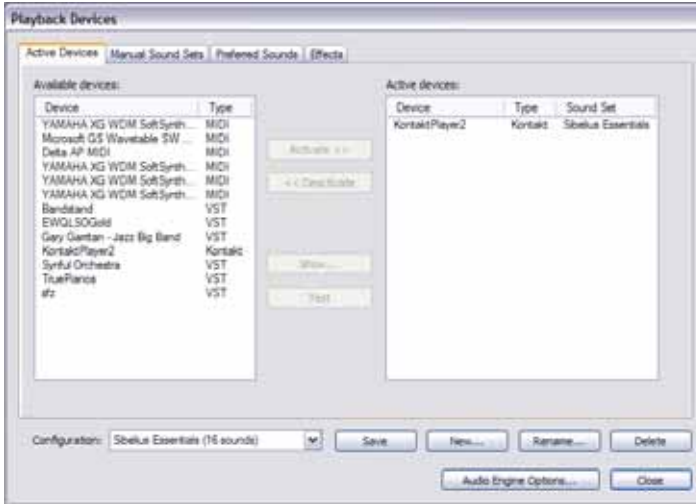 Playback Devices
Active Devices Manual Sound Sets Preferred Sounds Effects
Available devices:
Device Type
YAMAHA XG WDM SoftSynth... MIDI
Microsoft GS Wavetable SW ... MIDI
Delta AP MIDI MIDI
YAMAHA XG WDM SoftSynth... MIDI
YAMAHA XG WDM SoftSynth... MIDI
YAMAHA XG WDM SoftSynth... MIDI
Bandstand VST
EWQLSOGold VST
Gary Garritan - Jazz Big Band VST
KontaktPlayer2 Kontakt
Synful Orchestra VST
TruePianos VST
sfz VST
Activate >>
<< Deactivate
Show...
Test
Active devices:
Device Type Sound Set
KontaktPlayer2 Kontakt Sibelius Essentials
Configuration: Sibelius Essentials (16 sounds) Save New... Rename... Delete
Audio Engine Options... Close